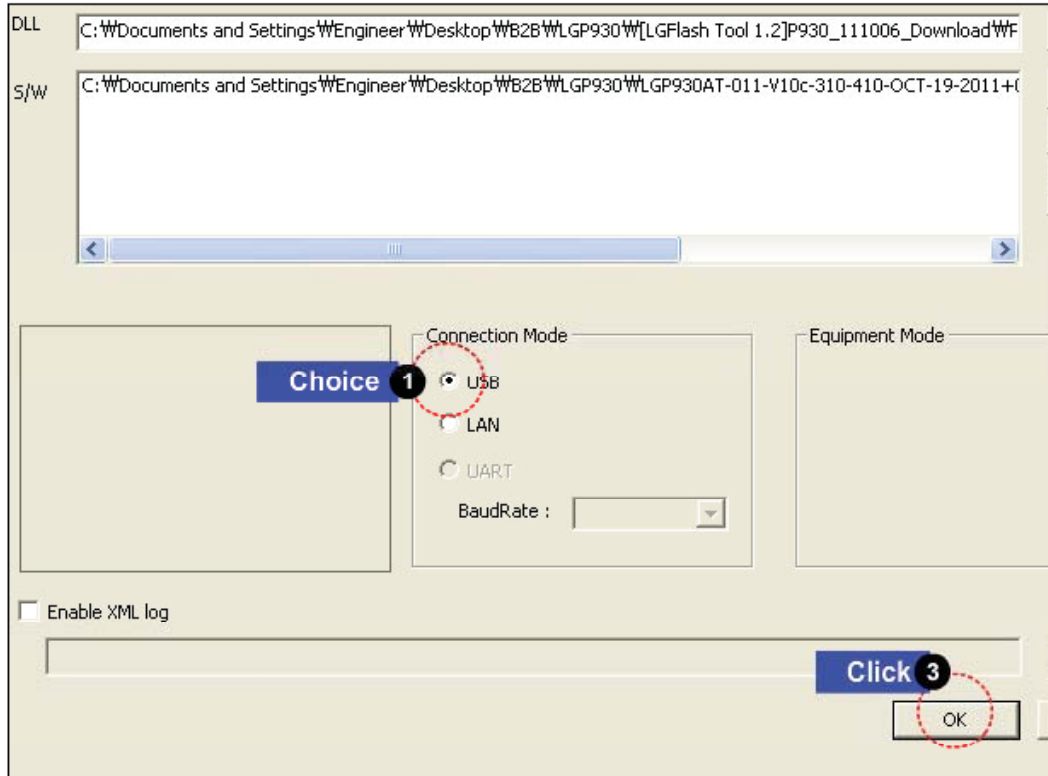 DLL
C:₩Documents and Settings₩Engineer₩Desktop₩B2B₩LGP930₩[LGFlash Tool 1.2]P930_111006_Download₩F
S/W
C:₩Documents and Settings₩Engineer₩Desktop₩B2B₩LGP930₩LGP930AT-011-V10c-310-410-OCT-19-2011+0
Connection Mode
Equipment Mode
Choice 1
USB
LAN
UART
BaudRate :
Enable XML log
Click 3
OK